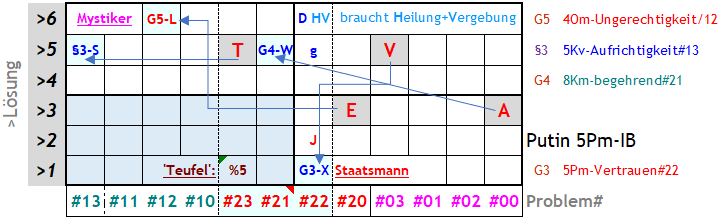 >6 Mystiker G5-L D HV braucht Heilung+Vergebung G5 4Om-Ungerechtigkeit/12
>5 §3-S T G4-W g V §3 5Kv-Aufrichtigkeit#13
>4 G4 8Km-begehrend#21
>3 E A
>2 J Putin 5Pm-IB
>1 'Teufel': %5 G3-X Staatsmann G3 5Pm-Vertrauen#22
#13 #11 #12 #10 #23 #21 #22 #20 #03 #01 #02 #00 Problem#
>Lösung